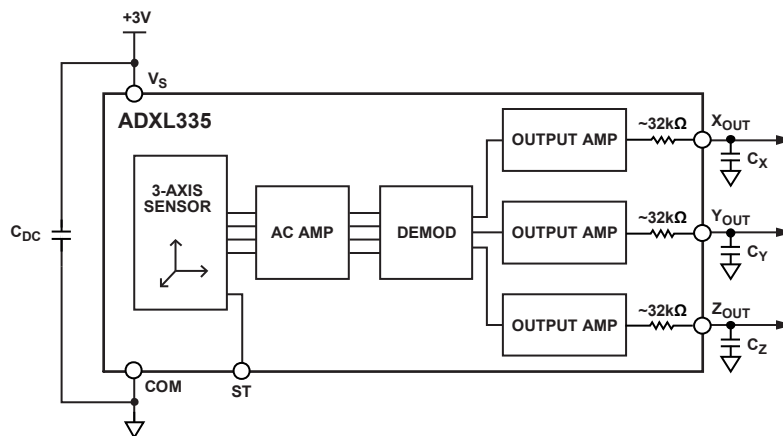 +3V
VS
ADXL335
3-AXIS
SENSOR
AC AMP
DEMOD
OUTPUT AMP
~32kΩ
XOUT
CX
OUTPUT AMP
~32kΩ
YOUT
CY
OUTPUT AMP
~32kΩ
ZOUT
CZ
CDC
COM
ST